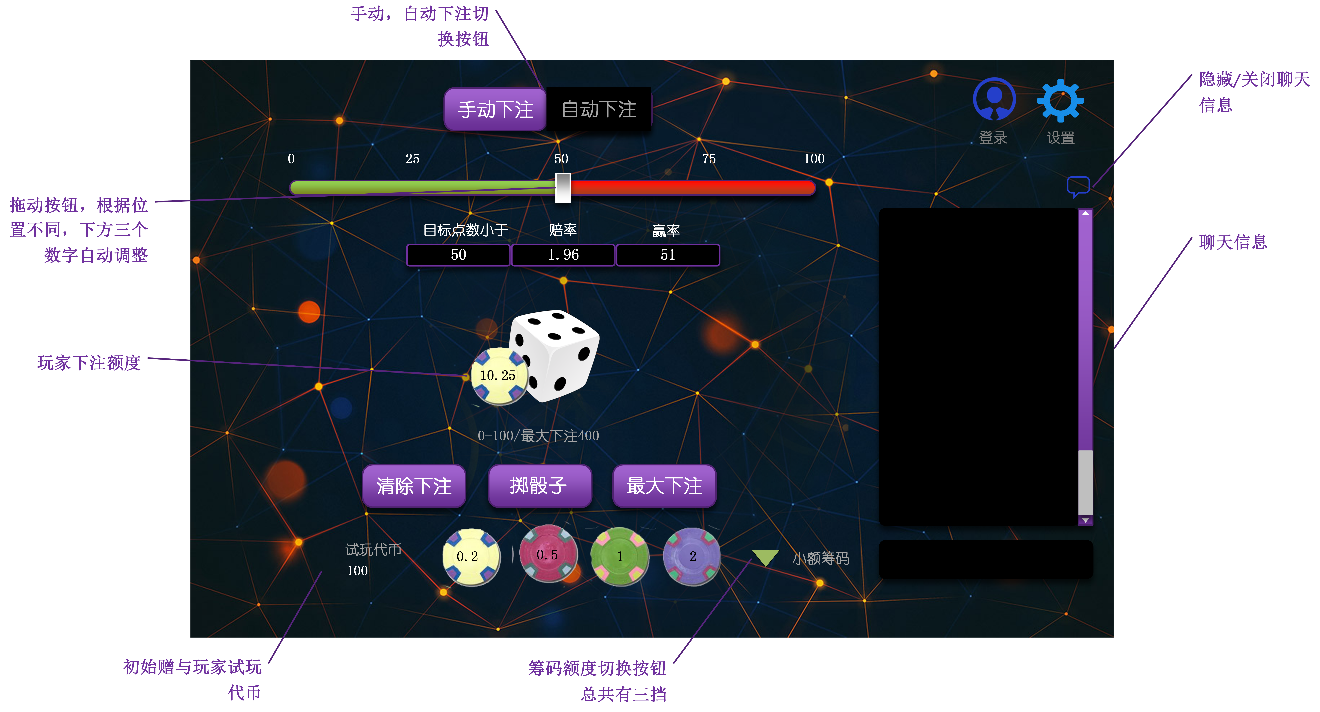 手动，自动下注切
换按钮
隐藏/关闭聊天
信息
手动下注 自动下注
登录 设置
0 25 50 75 100
拖动按钮，根据位
置不同，下方三个
数字自动调整
目标点数小于 赔率 赢率
50 1.96 51
聊天信息
玩家下注额度
10.25
0-100/最大下注400
清除下注 掷骰子 最大下注
试玩代币
100
0.2 0.5 1 2
小额筹码
初始赠与玩家试玩
代币
筹码额度切换按钮
总共有三挡